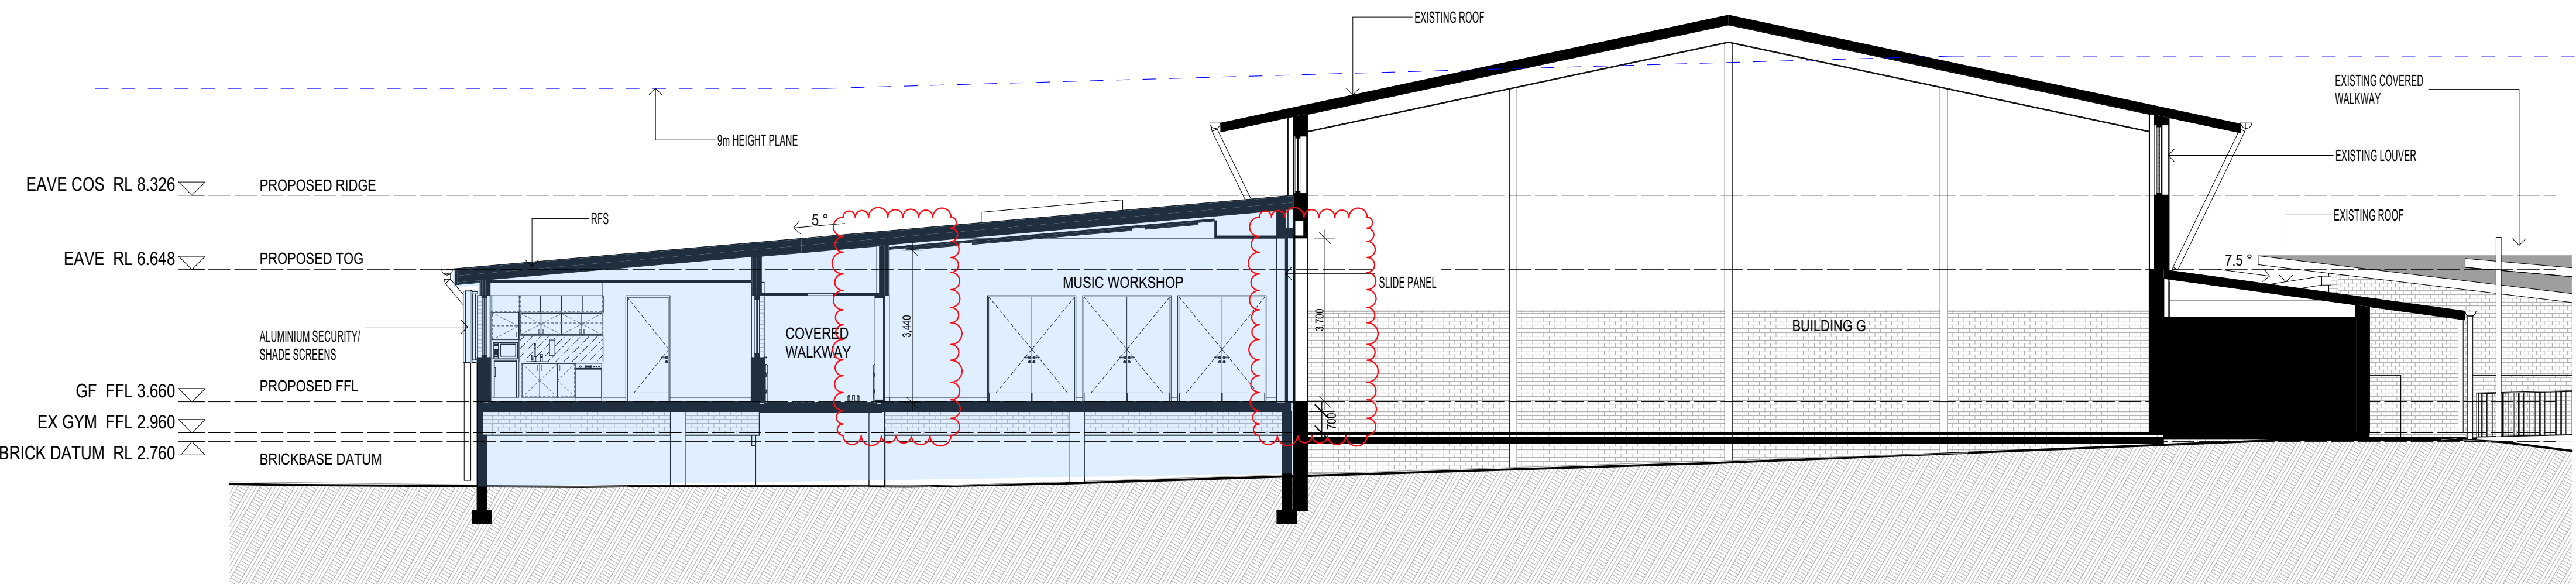 EXISTING ROOF
EXISTING COVERED
WALKWAY
9m HEIGHT PLANE
EXISTING LOUVER
EAVE COS RL 8.326
PROPOSED RIDGE
RFS
5 °
EXISTING ROOF
EAVE RL 6.648
PROPOSED TOG
7.5 °
MUSIC WORKSHOP
SLIDE PANEL
ALUMINIUM SECURITY/
SHADE SCREENS
COVERED
WALKWAY
3,440
3,700
BUILDING G
GF FFL 3.660
PROPOSED FFL
EX GYM FFL 2.960
700
BRICK DATUM RL 2.760
BRICKBASE DATUM